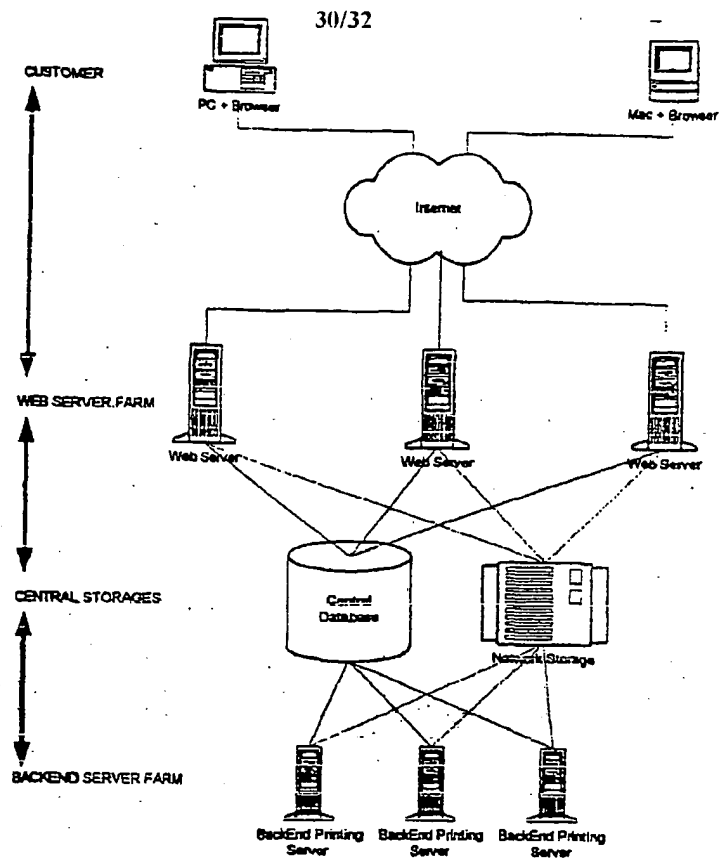 30/32
CUSTOMER
PC + Browser
Mac + Browser
Internet
WEB SERVER.FARM
Web Server
Web Server
Web Server
CENTRAL STORAGES
Central
Database
Network Storage
BACKEND SERVER FARM
BackEnd Printing
Server
BackEnd Printing
Server
BackEnd Printing
Server